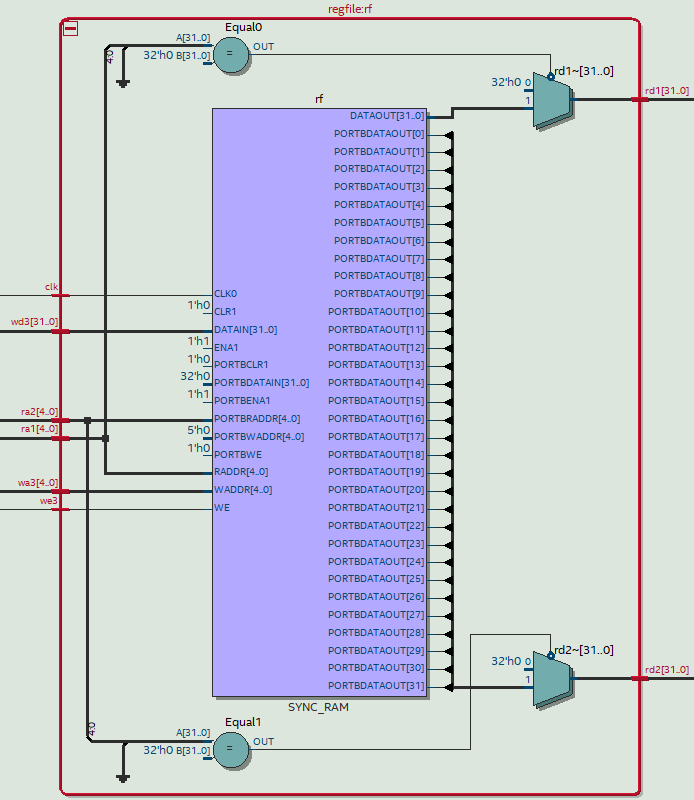 regfile:rf
Equal0
A[31..0]
OUT
4:0
32'h0 B[31..0]
=
rd1~[31..0]
32'h0 0
1
rd1[31..0]
rf
DATAOUT[31..0]
PORTBDATAOUT[0]
PORTBDATAOUT[1]
PORTBDATAOUT[2]
PORTBDATAOUT[3]
PORTBDATAOUT[4]
PORTBDATAOUT[5]
PORTBDATAOUT[6]
PORTBDATAOUT[7]
PORTBDATAOUT[8]
clk
CLK0
PORTBDATAOUT[9]
1'h0
CLR1
PORTBDATAOUT[10]
wd3[31..0]
DATAIN[31..0]
PORTBDATAOUT[11]
1'h1
ENA1
PORTBDATAOUT[12]
1'h0
PORTBCLR1
PORTBDATAOUT[13]
32'h0
PORTBDATAIN[31..0]
PORTBDATAOUT[14]
1'h1
PORTBENA1
PORTBDATAOUT[15]
ra2[4..0]
PORTBRADDR[4..0]
PORTBDATAOUT[16]
ra1[4..0]
5'h0
PORTBWADDR[4..0]
PORTBDATAOUT[17]
1'h0
PORTBWE
PORTBDATAOUT[18]
RADDR[4..0]
PORTBDATAOUT[19]
wa3[4..0]
WADDR[4..0]
PORTBDATAOUT[20]
we3
WE
PORTBDATAOUT[21]
PORTBDATAOUT[22]
PORTBDATAOUT[23]
PORTBDATAOUT[24]
PORTBDATAOUT[25]
PORTBDATAOUT[26]
PORTBDATAOUT[27]
PORTBDATAOUT[28]
PORTBDATAOUT[29]
PORTBDATAOUT[30]
PORTBDATAOUT[31]
rd2~[31..0]
32'h0 0
1
rd2[31..0]
SYNC_RAM
Equal1
4:0
A[31..0]
OUT
32'h0 B[31..0]
=